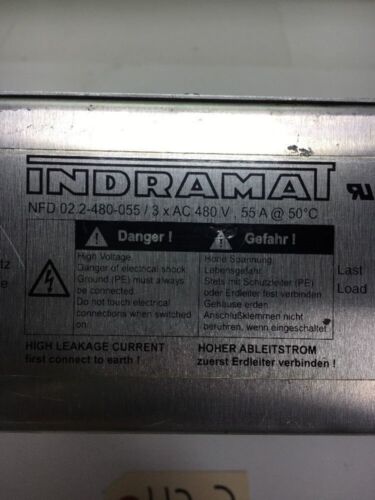 INDRAMAT
NFD 02.2-480-055 / 3 x AC 480 V , 55 A @ 50°C
Danger !
High Voltage.
Danger of electrical shock
Ground (PE) must always
be connected.
Do not touch electrical
connections when switched
on.
Gefahr !
Hohe Spannung.
Lebensgefahr.
Stets mit Schutzleiter (PE)
oder Erdleiter fest verbinden
Gehäuse erden.
Anschlußklemmen nicht
berühren, wenn eingeschaltet
Last
Load
HIGH LEAKAGE CURRENT
first connect to earth !
HOHER ABLEITSTROM
zuerst Erdleiter verbinden !